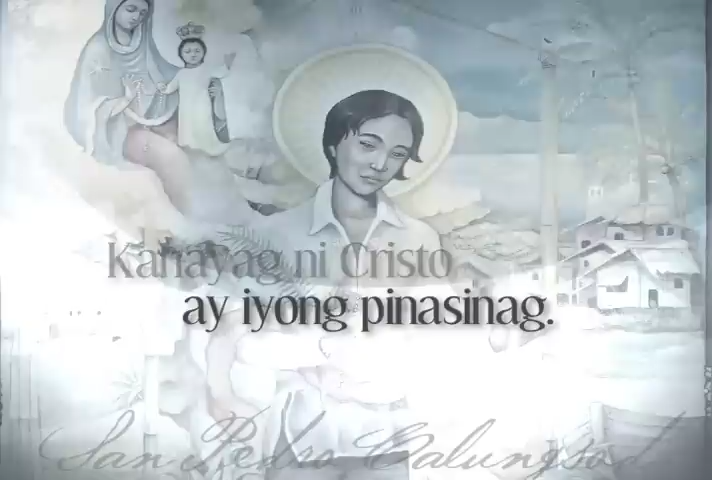 Kahayag ni Cristo
ay iyong pinasinag.
San Pedro Calungsod